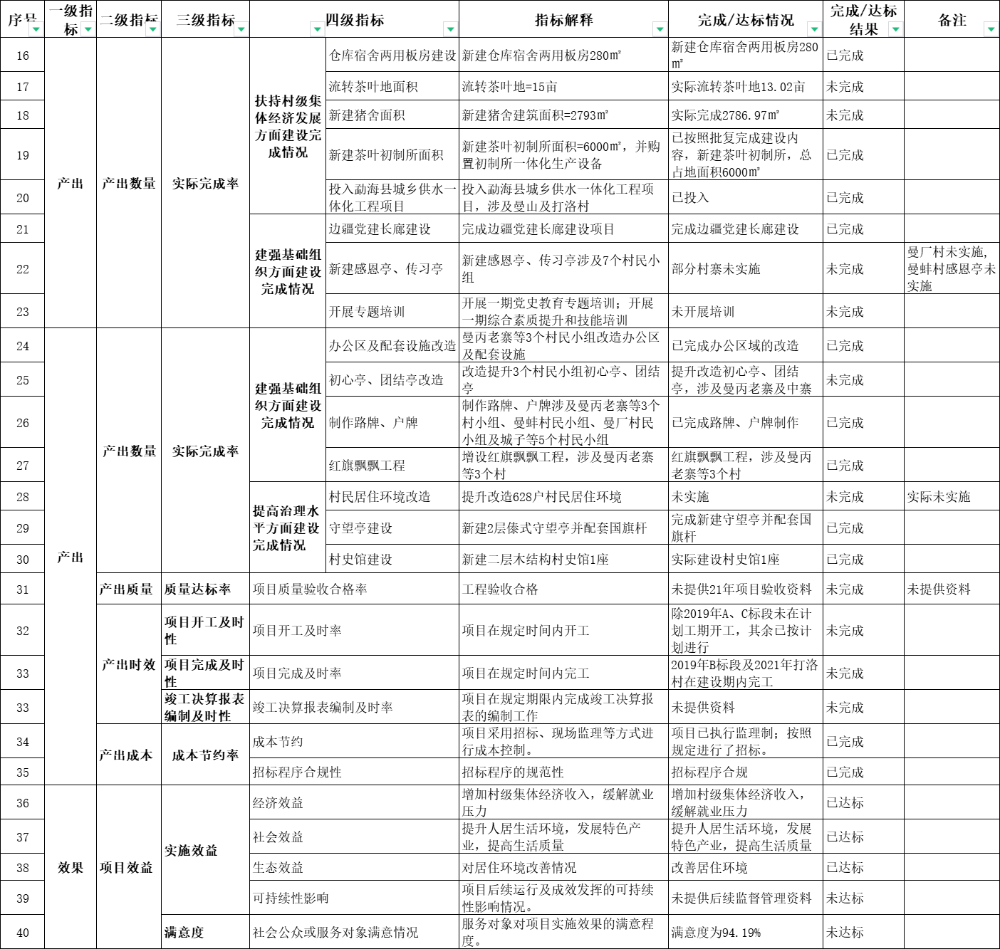 序号 一级指标 二级指标 三级指标 四级指标 指标解释 完成/达标情况 完成/达标结果 备注
产出 产出数量 实际完成率
扶持村级集体经济发展方面建设完成情况
16 仓库宿舍两用板房建设 新建仓库宿舍两用板房280㎡ 新建仓库宿舍两用板房280㎡ 已完成
17 流转茶叶地面积 流转茶叶地=15亩 实际流转茶叶地13.02亩 未完成
18 新建猪舍面积 新建猪舍建筑面积=2793㎡ 实际完成2786.97㎡ 未完成
19 新建茶叶初制所面积 新建茶叶初制所面积=6000㎡，并购置初制所一体化生产设备 已按照批复完成建设内容，新建茶叶初制所，总占地面积6000㎡ 已完成
20 投入勐海县城乡供水一体化工程项目 投入勐海县城乡供水一体化工程项目，涉及曼山及打洛村 已投入 已完成
建强基础组织方面建设完成情况
21 边疆党建长廊建设 完成边疆党建长廊建设项目 完成边疆党建长廊建设 已完成
22 新建感恩亭、传习亭 新建感恩亭、传习亭涉及7个村民小组 部分村寨未实施 未完成 曼厂村未实施,曼蚌村感恩亭未实施
23 开展专题培训 开展一期党史教育专题培训；开展一期综合素质提升和技能培训 未开展培训 未完成
产出 产出数量 实际完成率
建强基础组织方面建设完成情况
24 办公区及配套设施改造 曼丙老寨等3个村民小组改造办公区及配套设施 已完成办公区域的改造 已完成
25 初心亭、团结亭改造 改造提升3个村民小组初心亭、团结亭 提升改造初心亭、团结亭，涉及曼丙老寨及中寨 未完成
26 制作路牌、户牌 制作路牌、户牌涉及曼丙老寨等3个村小组、曼蚌村民小组、曼厂村民小组及城子等5个村民小组 已完成路牌、户牌制作 已完成
27 红旗飘飘工程 增设红旗飘飘工程，涉及曼丙老寨等3个村 红旗飘飘工程，涉及曼丙老寨等3个村 已完成
提高治理水平方面建设完成情况
28 村民居住环境改造 提升改造628户村民居住环境 未实施 未完成 实际未实施
29 守望亭建设 新建2层傣式守望亭并配套国旗杆 完成新建守望亭并配套国旗杆 已完成
30 村史馆建设 新建二层木结构村史馆1座 实际建设村史馆1座 已完成
31 产出质量 质量达标率 项目质量验收合格率 工程验收合格 未提供21年项目验收资料 未完成 未提供资料
产出时效
32 项目开工及时性 项目开工及时率 项目在规定时间内开工 除2019年A、C标段未在计划工期开工，其余已按计划进行 未完成
33 项目完成及时性 项目完成及时率 项目在规定时间内完工 2019年B标段及2021年打洛村在建设期内完工 未完成
33 竣工决算报表编制及时性 竣工决算报表编制及时率 项目在规定期限内完成竣工决算报表的编制工作 未提供资料 未完成
产出成本 成本节约率
34 成本节约 项目采用招标、现场监理等方式进行成本控制。 项目已执行监理制；按照规定进行了招标。 已完成
35 招标程序合规性 招标程序的规范性 招标程序合规 已完成
效果 项目效益 实施效益
36 经济效益 增加村级集体经济收入，缓解就业压力 增加村级集体经济收入，缓解就业压力 已达标
37 社会效益 提升人居生活环境，发展特色产业，提高生活质量 提升人居生活环境，发展特色产业，提高生活质量 已达标
38 生态效益 对居住环境改善情况 改善居住环境 已达标
39 可持续性影响 项目后续运行及成效发挥的可持续性影响情况。 未提供后续监督管理资料 未达标
40 满意度 社会公众或服务对象满意情况 服务对象对项目实施效果的满意程度。 满意度为94.19% 未达标